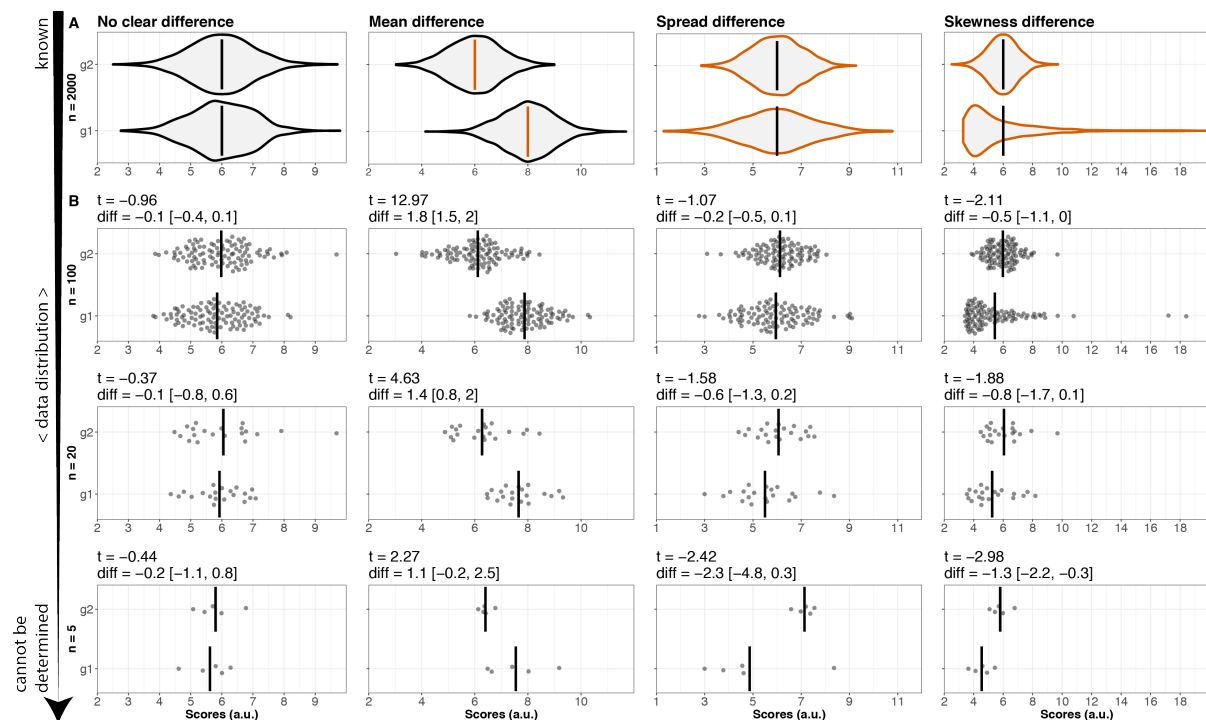 A No clear difference Mean difference Spread difference Skewness difference
known
n = 2000
g2
g1
2 3 4 5 6 7 8 9 2 4 6 8 10 1 3 5 7 9 11 2 4 6 8 10 12 14 16 18
B
t = −0.96 t = 12.97 t = −1.07 t = −2.11
diff = −0.1 [−0.4, 0.1] diff = 1.8 [1.5, 2] diff = −0.2 [−0.5, 0.1] diff = −0.5 [−1.1, 0]
n = 100
g2
g1
2 3 4 5 6 7 8 9 2 4 6 8 10 1 3 5 7 9 11 2 4 6 8 10 12 14 16 18
< data distribution >
t = −0.37 t = 4.63 t = −1.58 t = −1.88
diff = −0.1 [−0.8, 0.6] diff = 1.4 [0.8, 2] diff = −0.6 [−1.3, 0.2] diff = −0.8 [−1.7, 0.1]
n = 20
g2
g1
2 3 4 5 6 7 8 9 2 4 6 8 10 1 3 5 7 9 11 2 4 6 8 10 12 14 16 18
t = −0.44 t = 2.27 t = −2.42 t = −2.98
diff = −0.2 [−1.1, 0.8] diff = 1.1 [−0.2, 2.5] diff = −2.3 [−4.8, 0.3] diff = −1.3 [−2.2, −0.3]
cannot be
determined
n = 5
g2
g1
2 3 4 5 6 7 8 9 2 4 6 8 10 1 3 5 7 9 11 2 4 6 8 10 12 14 16 18
Scores (a.u.) Scores (a.u.) Scores (a.u.) Scores (a.u.)